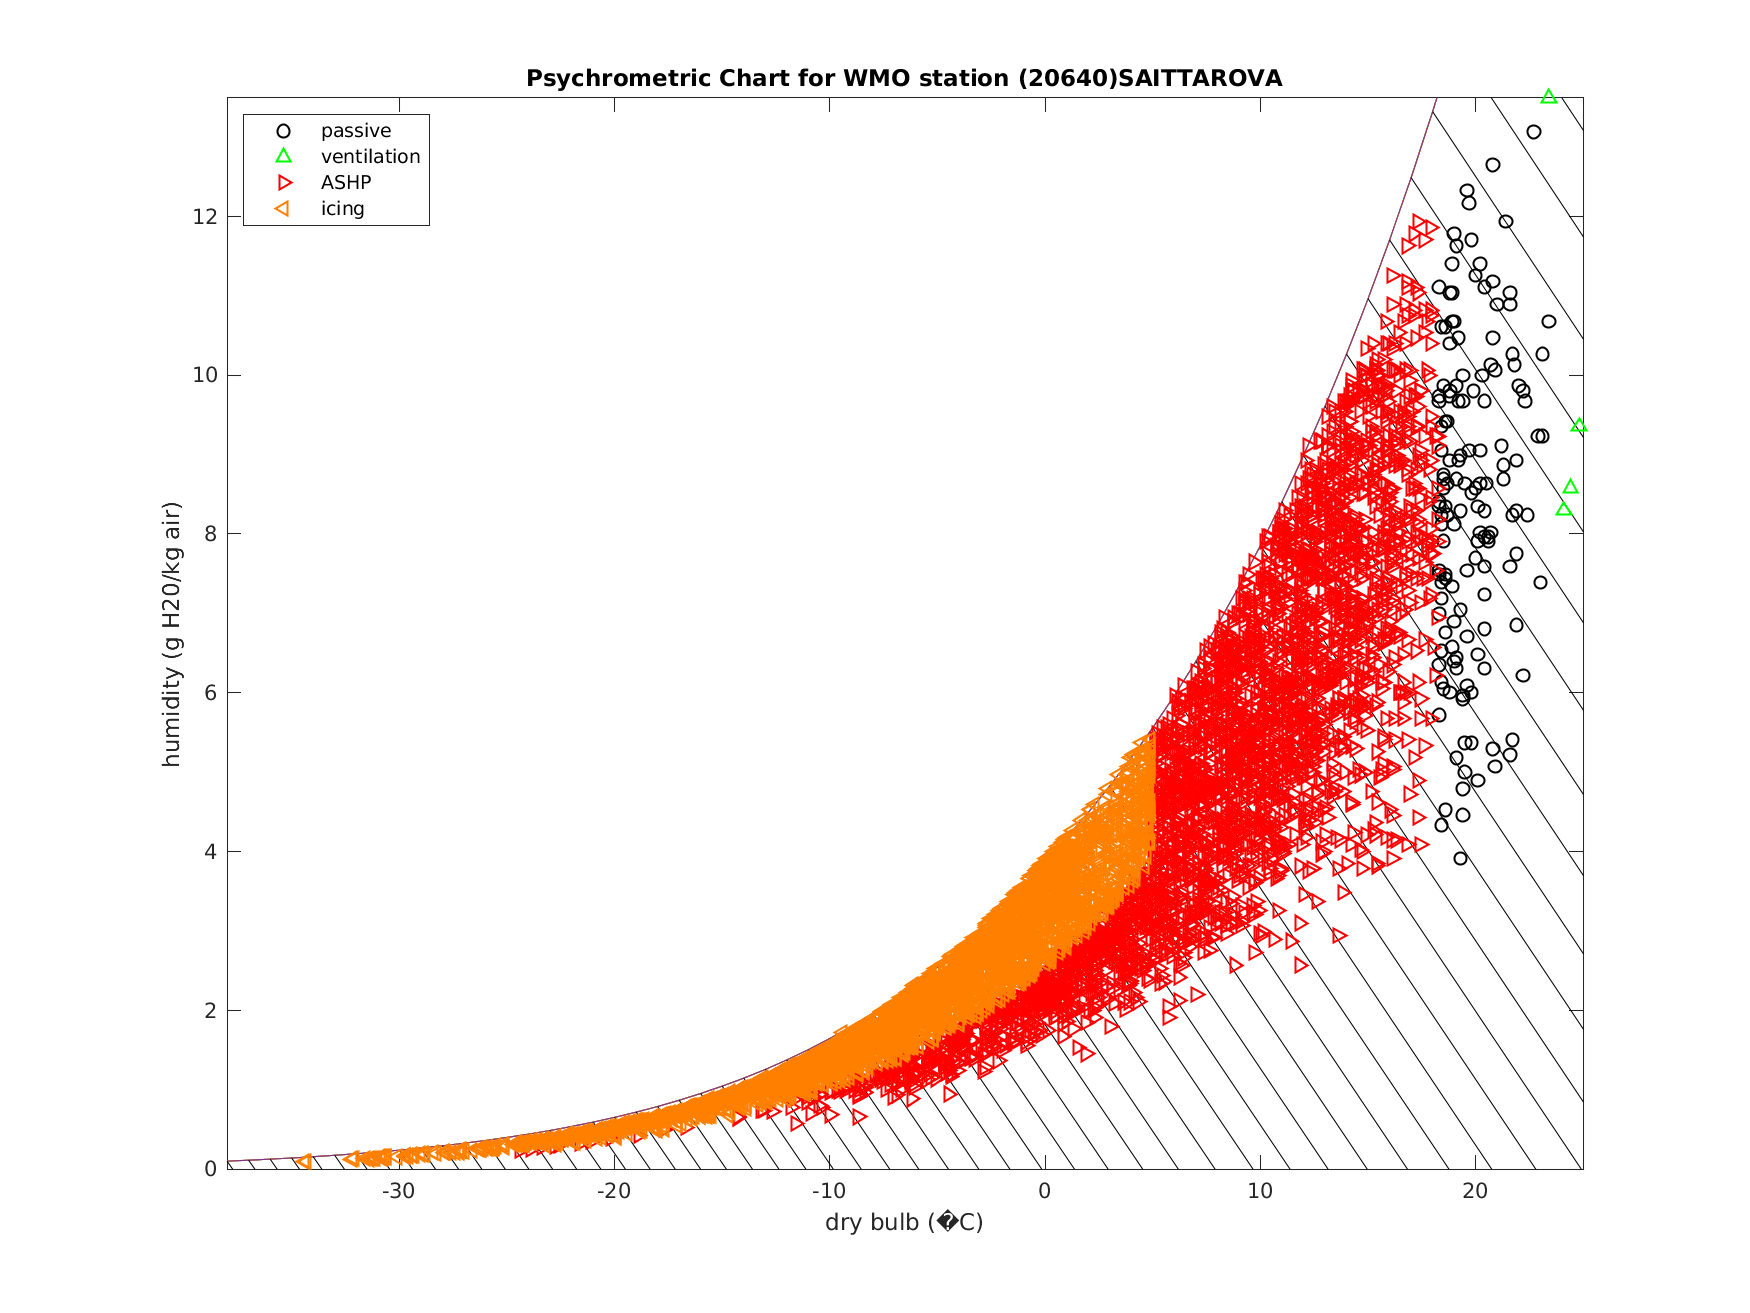 Psychrometric Chart for WMO station (20640)SAITTAROVA
passive
ventilation
ASHP
icing
humidity (g H20/kg air)
12
10
8
6
4
2
0
-30 -20 -10 0 10 20
dry bulb (�C)